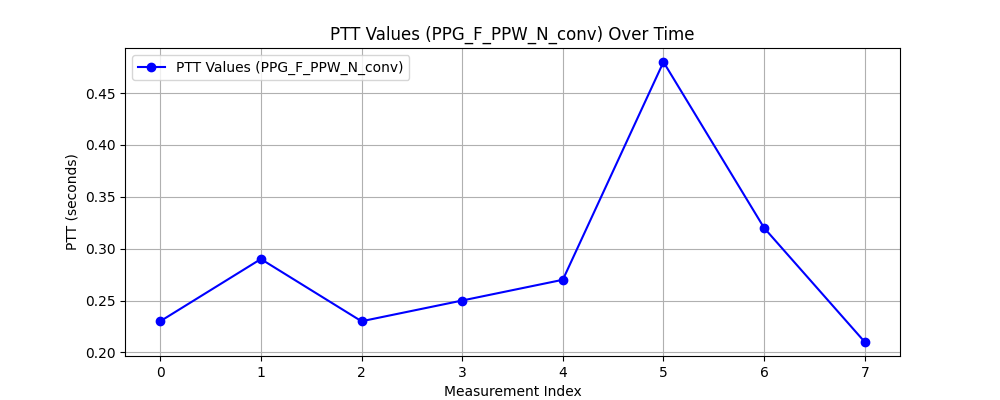 PTT Values (PPG_F_PPW_N_conv) Over Time
PTT Values (PPG_F_PPW_N_conv)
PTT (seconds)
0.45
0.40
0.35
0.30
0.25
0.20
0 1 2 3 4 5 6 7
Measurement Index